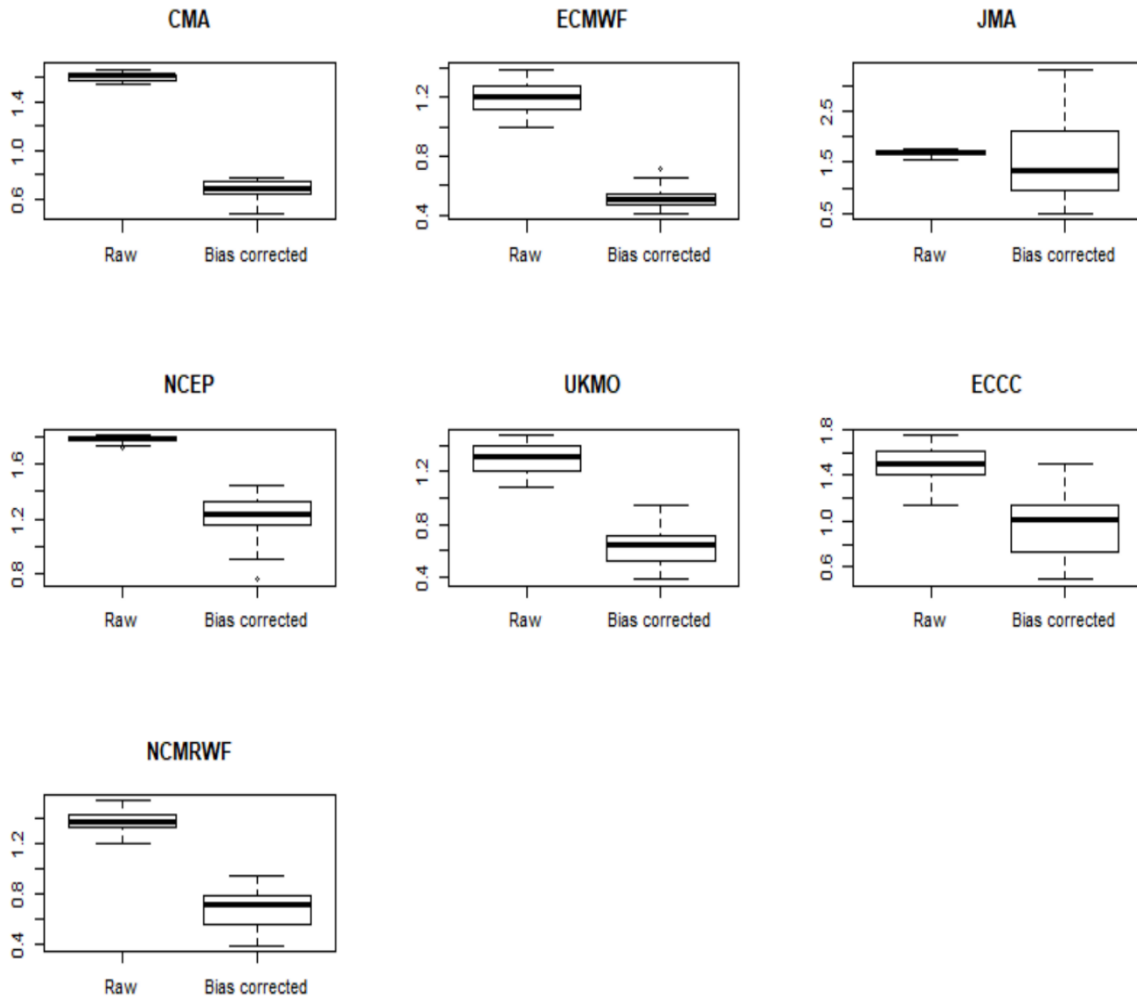 CMA
1.4
1.0
0.6
Raw Bias corrected
ECMWF
1.2
0.8
0.4
Raw Bias corrected
JMA
2.5
1.5
0.5
Raw Bias corrected
NCEP
1.6
1.2
0.8
Raw Bias corrected
UKMO
1.2
0.8
0.4
Raw Bias corrected
ECCC
1.8
1.4
1.0
0.6
Raw Bias corrected
NCMRWF
1.2
0.8
0.4
Raw Bias corrected